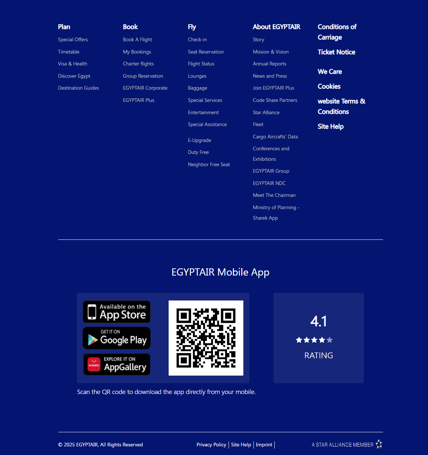 Plan
Special Offers
Timetable
Visa & Health
Discover Egypt
Destination Guides
Book
Book A Flight
My Bookings
Charter Rights
Group Reservation
EGYPTAIR Corporate
EGYPTAIR Plus
Fly
Check-in
Seat Reservation
Flight Status
Lounges
Baggage
Special Services
Entertainment
Special Assistance
E-Upgrade
Duty Free
Neighbor Free Seat
About EGYPTAIR
Story
Mission & Vision
Annual Reports
News and Press
Join EGYPTAIR Plus
Code Share Partners
Star Alliance
Fleet
Cargo Aircrafts' Data
Conferences and
Exhibitions
EGYPTAIR Group
EGYPTAIR NDC
Meet The Chairman
Ministry of Planning -
Sharek App
Conditions of
Carriage
Ticket Notice
We Care
Cookies
website Terms &
Conditions
Site Help
EGYPTAIR Mobile App
Available on the
App Store
GET IT ON
Google Play
EXPLORE IT ON
AppGallery
4.1
RATING
Scan the QR code to download the app directly from your mobile.
© 2025 EGYPTAIR, All Rights Reserved
Privacy Policy | Site Help | Imprint |
A STAR ALLIANCE MEMBER